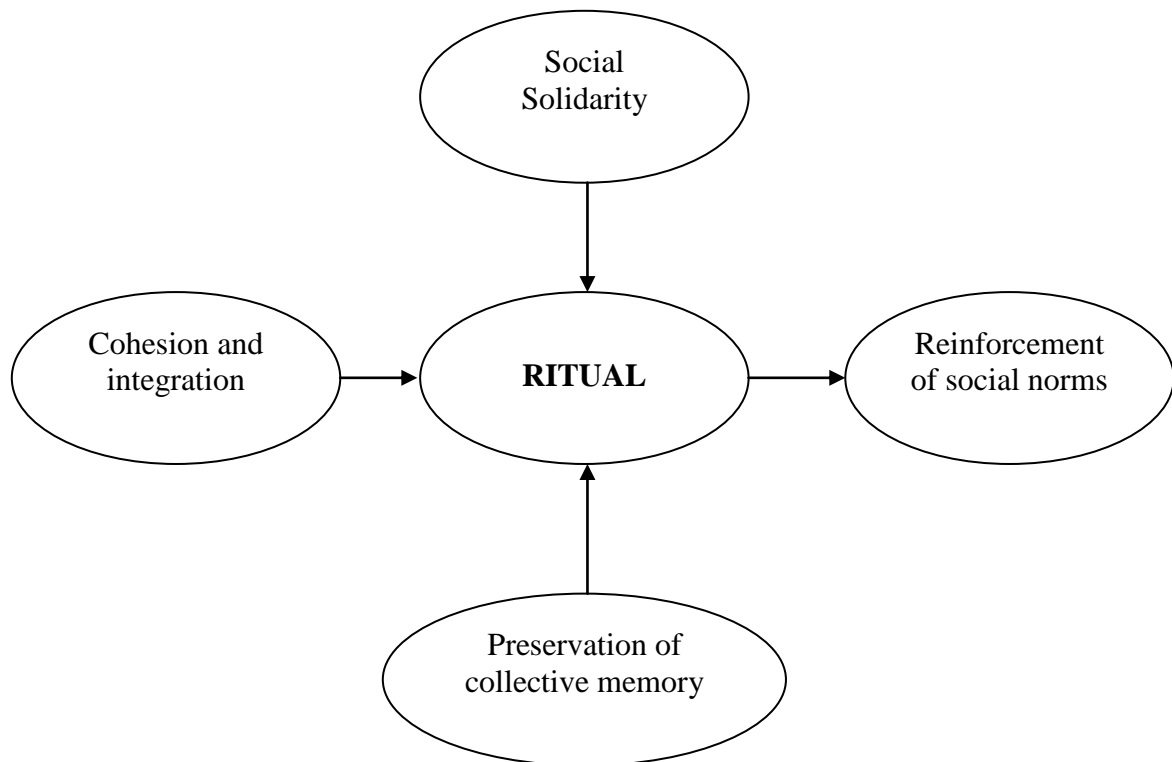 Social
Solidarity
Cohesion and
integration
RITUAL
Reinforcement
of social norms
Preservation of
collective memory